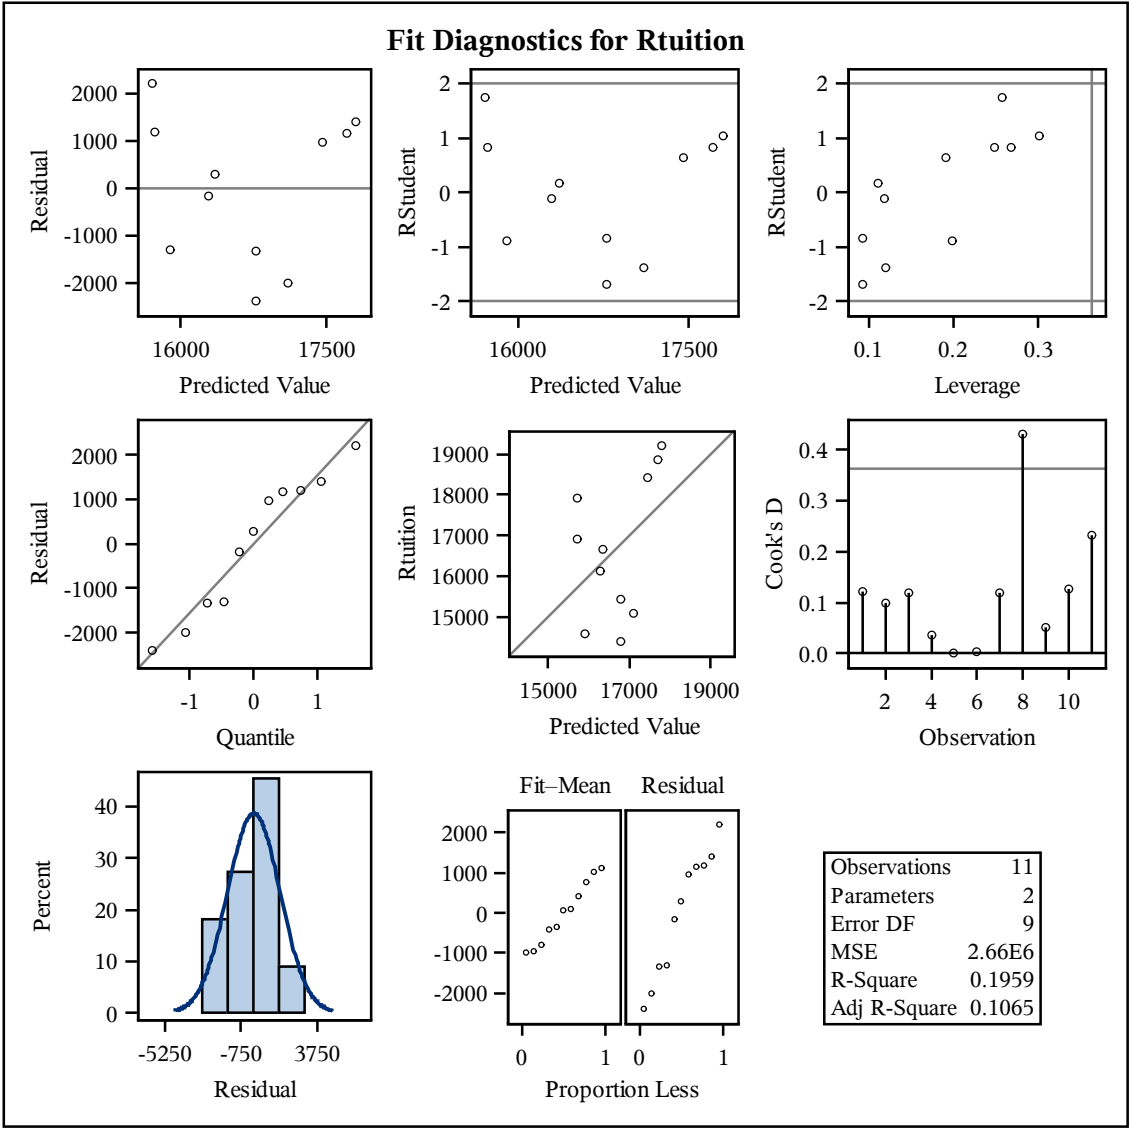 Fit Diagnostics for Rtuition
2000
1000
0
-1000
-2000
Residual
16000 17500
Predicted Value
2
1
0
-1
-2
RStudent
16000 17500
Predicted Value
2
1
0
-1
-2
RStudent
0.1 0.2 0.3
Leverage
2000
1000
0
-1000
-2000
Residual
-1 0 1
Quantile
19000
18000
17000
16000
15000
Rtuition
15000 17000 19000
Predicted Value
0.4
0.3
0.2
0.1
0.0
Cook's D
2 4 6 8 10
Observation
40
30
20
10
0
Percent
-5250 -750 3750
Residual
Fit–Mean Residual
2000
1000
0
-1000
-2000
0 1 0 1
Proportion Less
Observations 11
Parameters 2
Error DF 9
MSE 2.66E6
R-Square 0.1959
Adj R-Square 0.1065